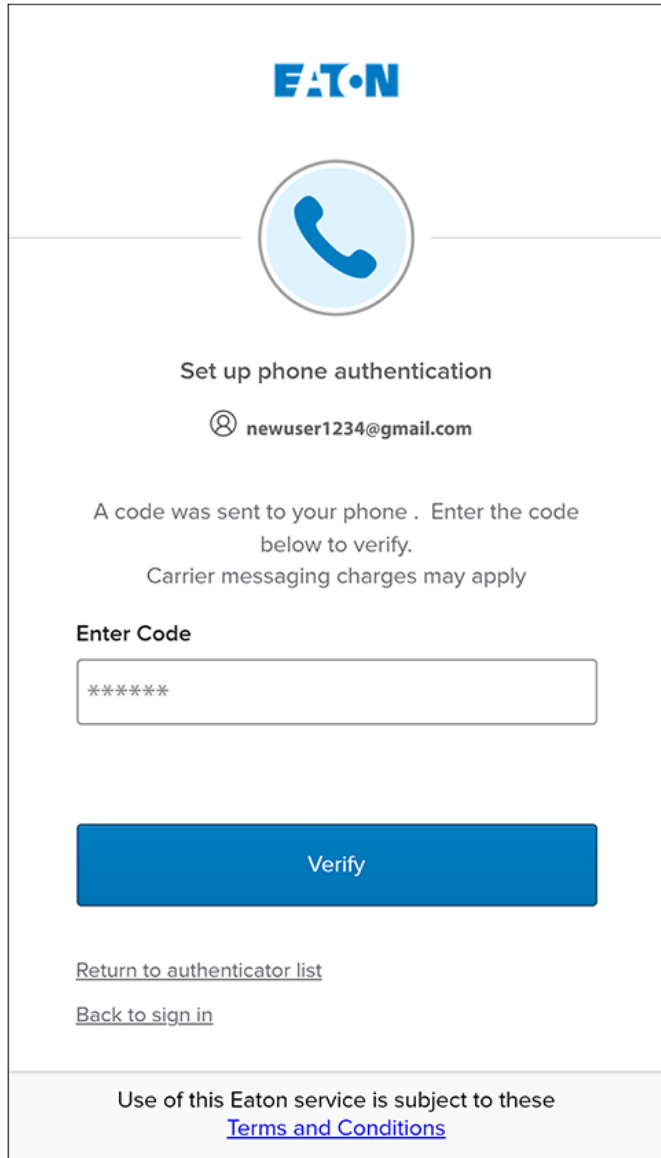 EATON
Set up phone authentication
newuser1234@gmail.com
A code was sent to your phone . Enter the code
below to verify.
Carrier messaging charges may apply
Enter Code
******
Verify
Return to authenticator list
Back to sign in
Use of this Eaton service is subject to these
Terms and Conditions